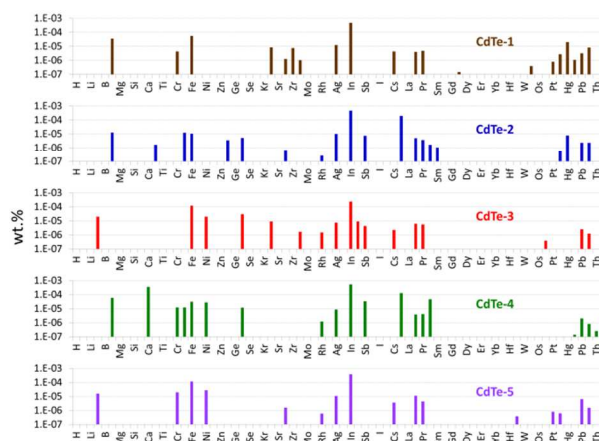 1.E-03
1.E-04
1.E-05
1.E-06
1.E-07
CdTe-1
H Li B Mg Si Ca Ti Cr Fe Ni Zn Ge Se Kr Sr Zr Mo Rh Ag In Sb I Cs La Pr Sm Gd Dy Er Yb Hf W Os Pt Hg Pb Th
1.E-03
1.E-04
1.E-05
1.E-06
1.E-07
CdTe-2
H Li B Mg Si Ca Ti Cr Fe Ni Zn Ge Se Kr Sr Zr Mo Rh Ag In Sb I Cs La Pr Sm Gd Dy Er Yb Hf W Os Pt Hg Pb Th
wt.%
1.E-03
1.E-04
1.E-05
1.E-06
1.E-07
CdTe-3
H Li B Mg Si Ca Ti Cr Fe Ni Zn Ge Se Kr Sr Zr Mo Rh Ag In Sb I Cs La Pr Sm Gd Dy Er Yb Hf W Os Pt Hg Pb Th
1.E-03
1.E-04
1.E-05
1.E-06
1.E-07
CdTe-4
H Li B Mg Si Ca Ti Cr Fe Ni Zn Ge Se Kr Sr Zr Mo Rh Ag In Sb I Cs La Pr Sm Gd Dy Er Yb Hf W Os Pt Hg Pb Th
1.E-03
1.E-04
1.E-05
1.E-06
1.E-07
CdTe-5
H Li B Mg Si Ca Ti Cr Fe Ni Zn Ge Se Kr Sr Zr Mo Rh Ag In Sb I Cs La Pr Sm Gd Dy Er Yb Hf W Os Pt Hg Pb Th